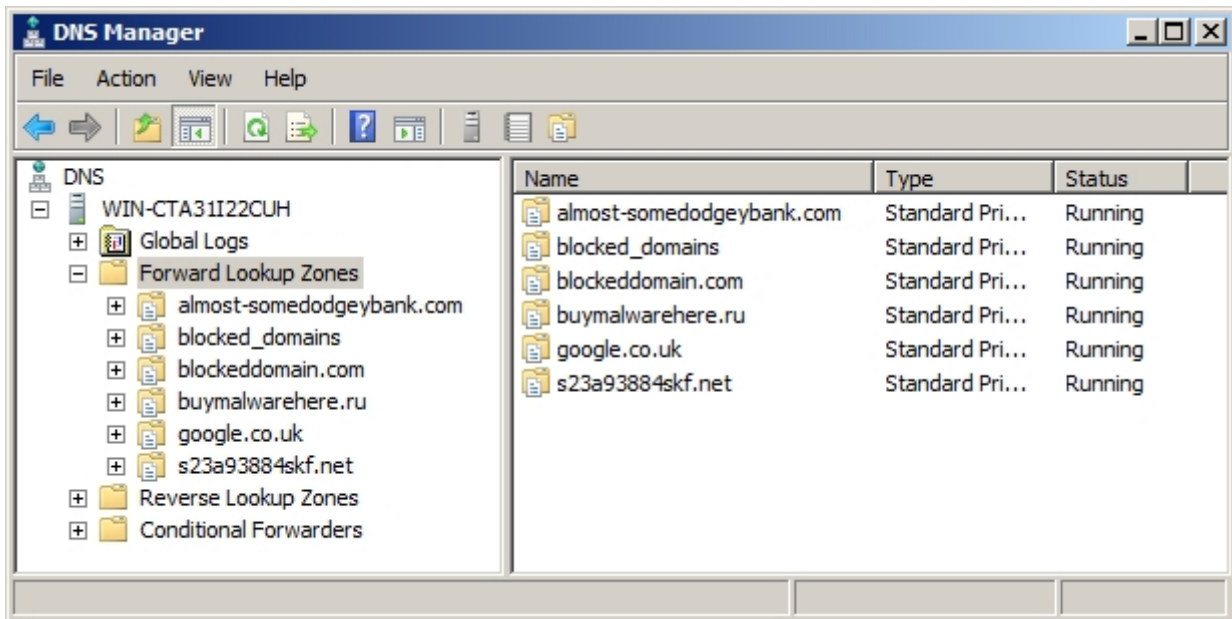 DNS Manager
File Action View Help
DNS
WIN-CTA31I22CUH
Global Logs
Forward Lookup Zones
almost-somedodgeybank.com
blocked_domains
blockeddomain.com
buymalwarehere.ru
google.co.uk
s23a93884skf.net
Reverse Lookup Zones
Conditional Forwarders
Name Type Status
almost-somedodgeybank.com Standard Pri... Running
blocked_domains Standard Pri... Running
blockeddomain.com Standard Pri... Running
buymalwarehere.ru Standard Pri... Running
google.co.uk Standard Pri... Running
s23a93884skf.net Standard Pri... Running